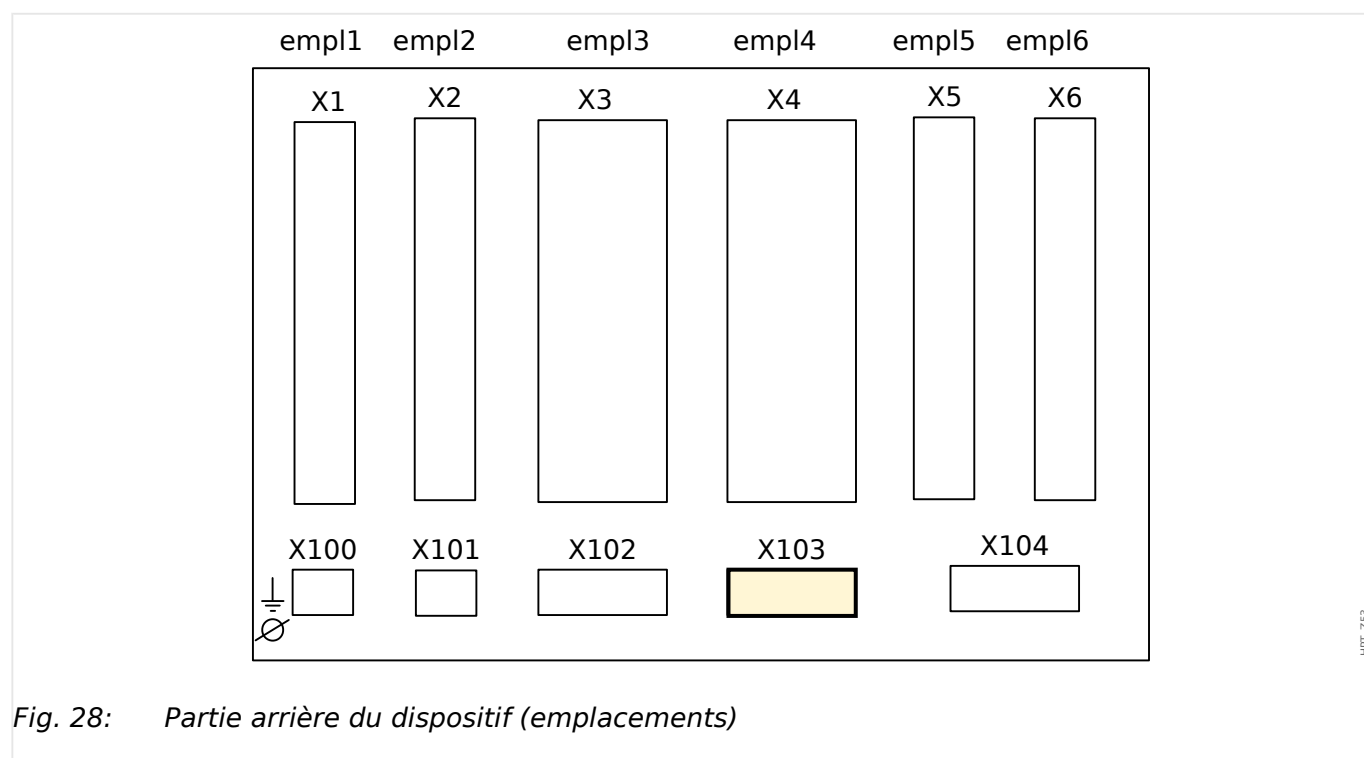 empl1 empl2 empl3 empl4 empl5 empl6
X1 X2 X3 X4 X5 X6
X100 X101 X102 X103 X104
Fig. 28: Partie arrière du dispositif (emplacements)